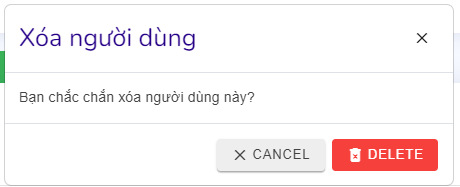 Xóa người dùng
Bạn chắc chắn xóa người dùng này?
CANCEL
DELETE